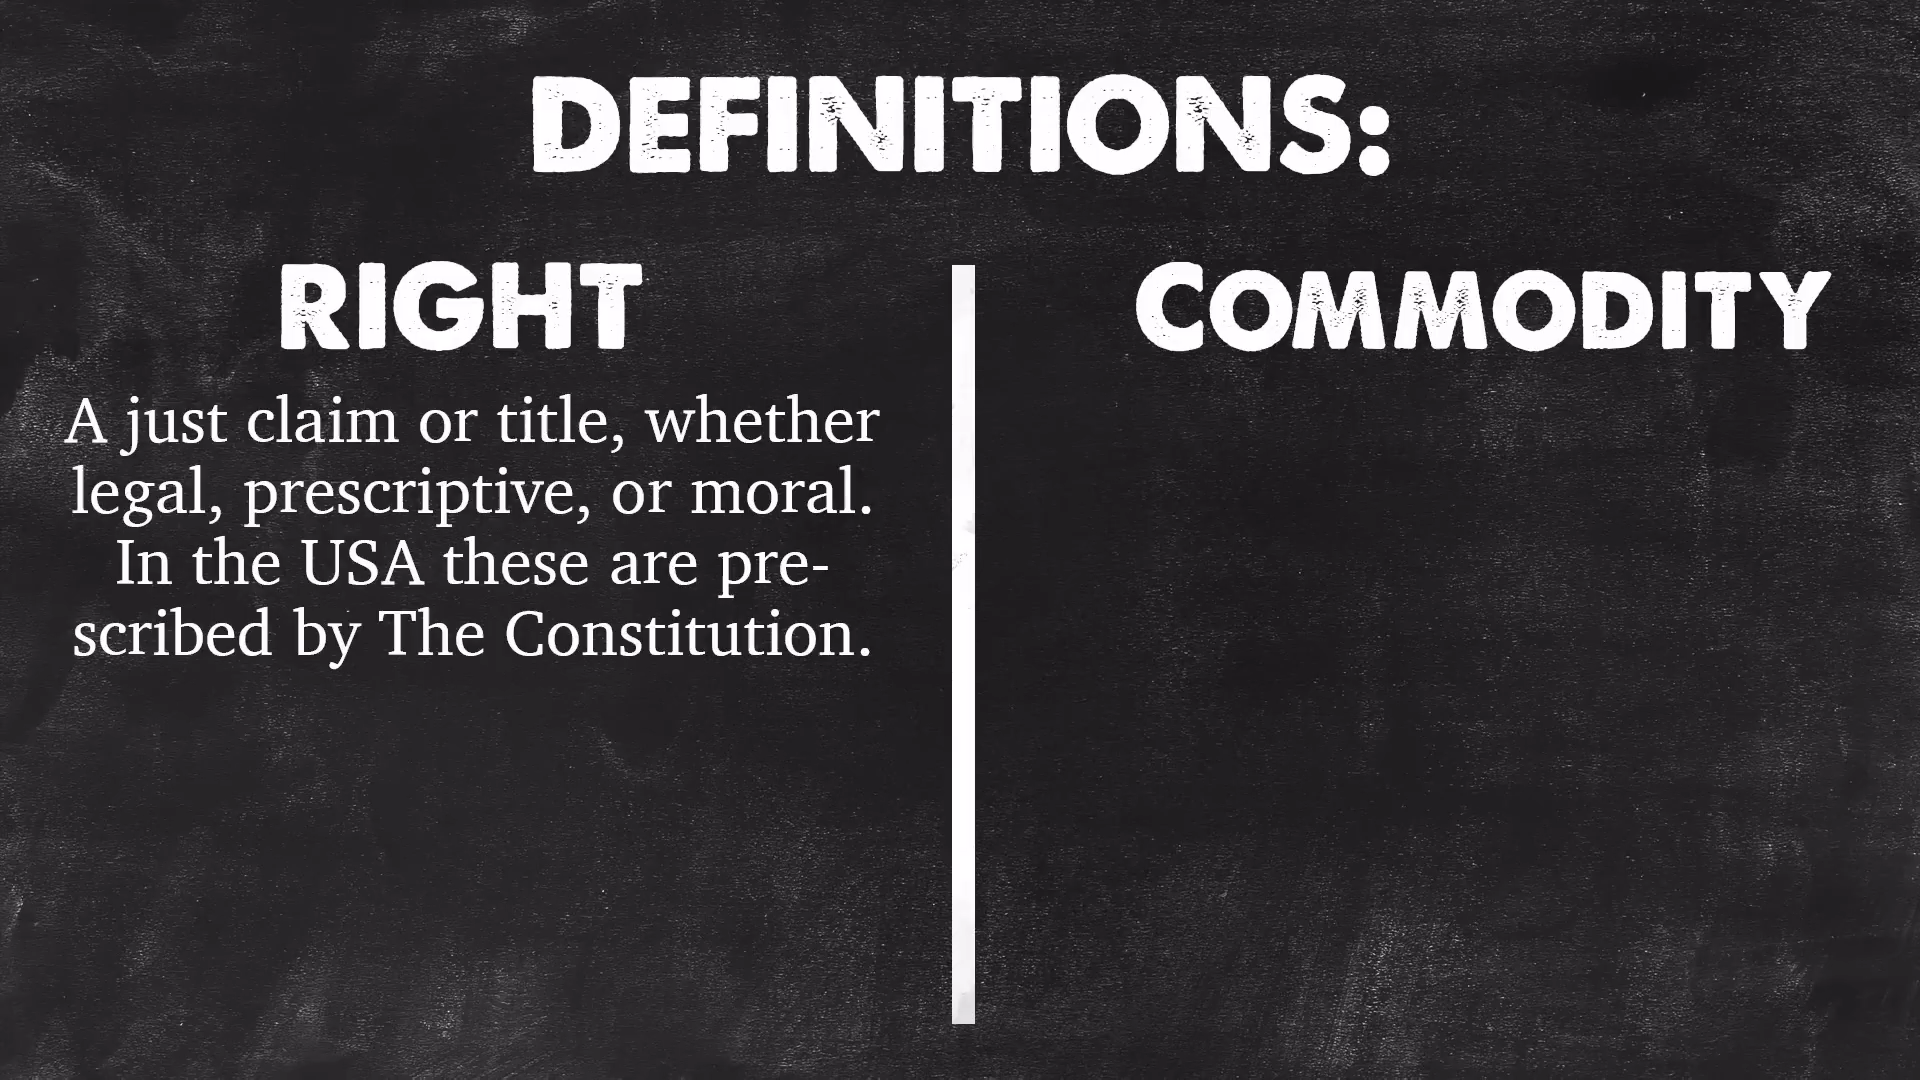 DEFINITIONS:
RIGHT
A just claim or title, whether
legal, prescriptive, or moral.
In the USA these are pre-
scribed by The Constitution.
COMMODITY